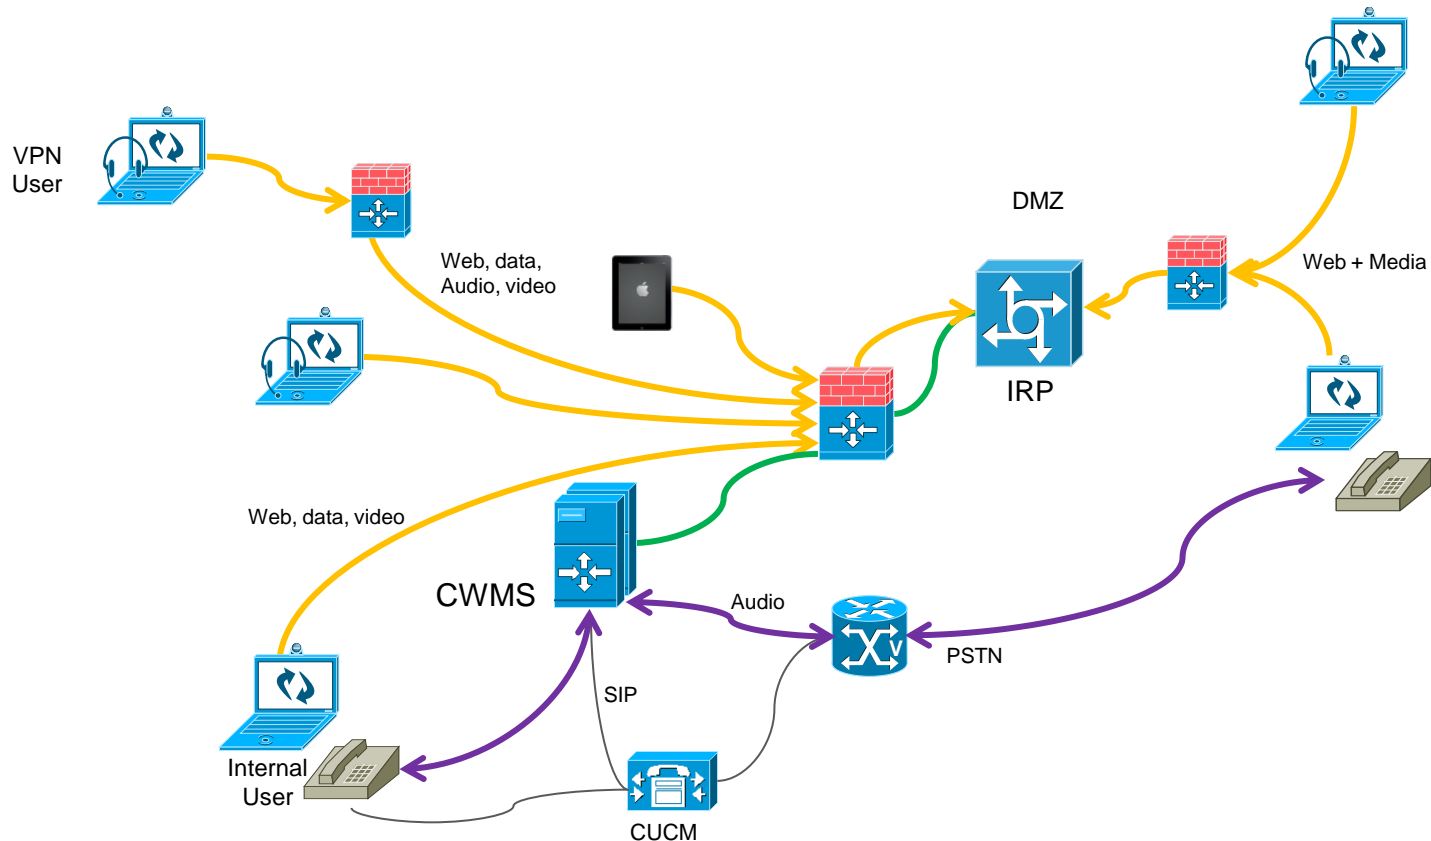 VPN
User
DMZ
Web, data,
Audio, video
Web + Media
IRP
Web, data, video
CWMS
Audio
V
PSTN
SIP
Internal
User
CUCM